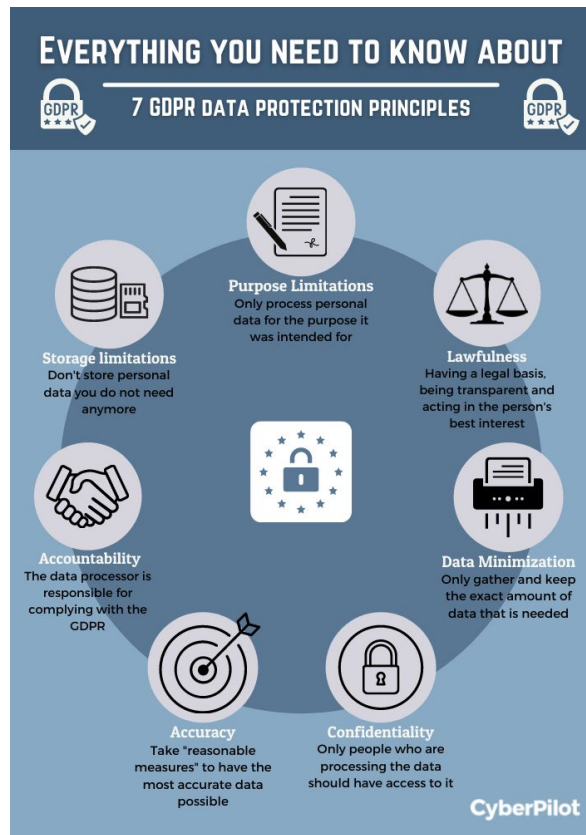 EVERYTHING YOU NEED TO KNOW ABOUT
GDPR
7 GDPR DATA PROTECTION PRINCIPLES
GDPR
Purpose Limitations
Only process personal
data for the purpose it
was intended for
Lawfulness
Having a legal basis,
being transparent and
acting in the person's
best interest
Data Minimization
Only gather and keep
the exact amount of
data that is needed
Confidentiality
Only people who are
processing the data
should have access to it
Accuracy
Take "reasonable
measures" to have the
most accurate data
possible
Accountability
The data processor is
responsible for
complying with the
GDPR
Storage limitations
Don't store personal
data you do not need
anymore
CyberPilot